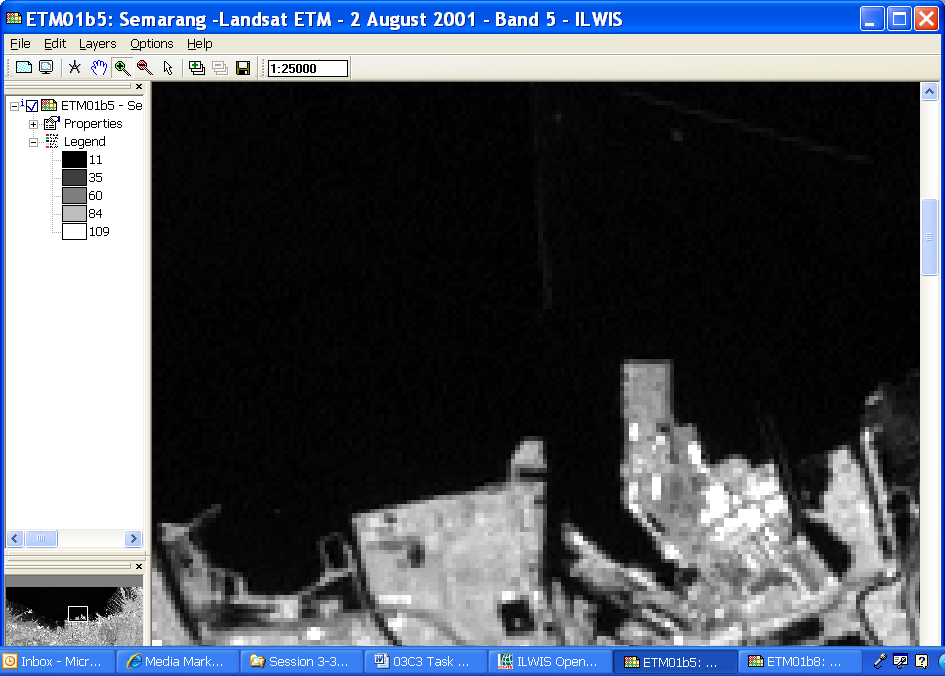 ETM01b5: Semarang -Landsat ETM - 2 August 2001 - Band 5 - ILWIS
File Edit Layers Options Help
1:25000
ETM01b5 - Se
Properties
Legend
11
35
60
84
109
Inbox - Micr... Media Mark... Session 3-3... 03C3 Task ... ILWIS Open... ETM01b5: ... ETM01b8: ...